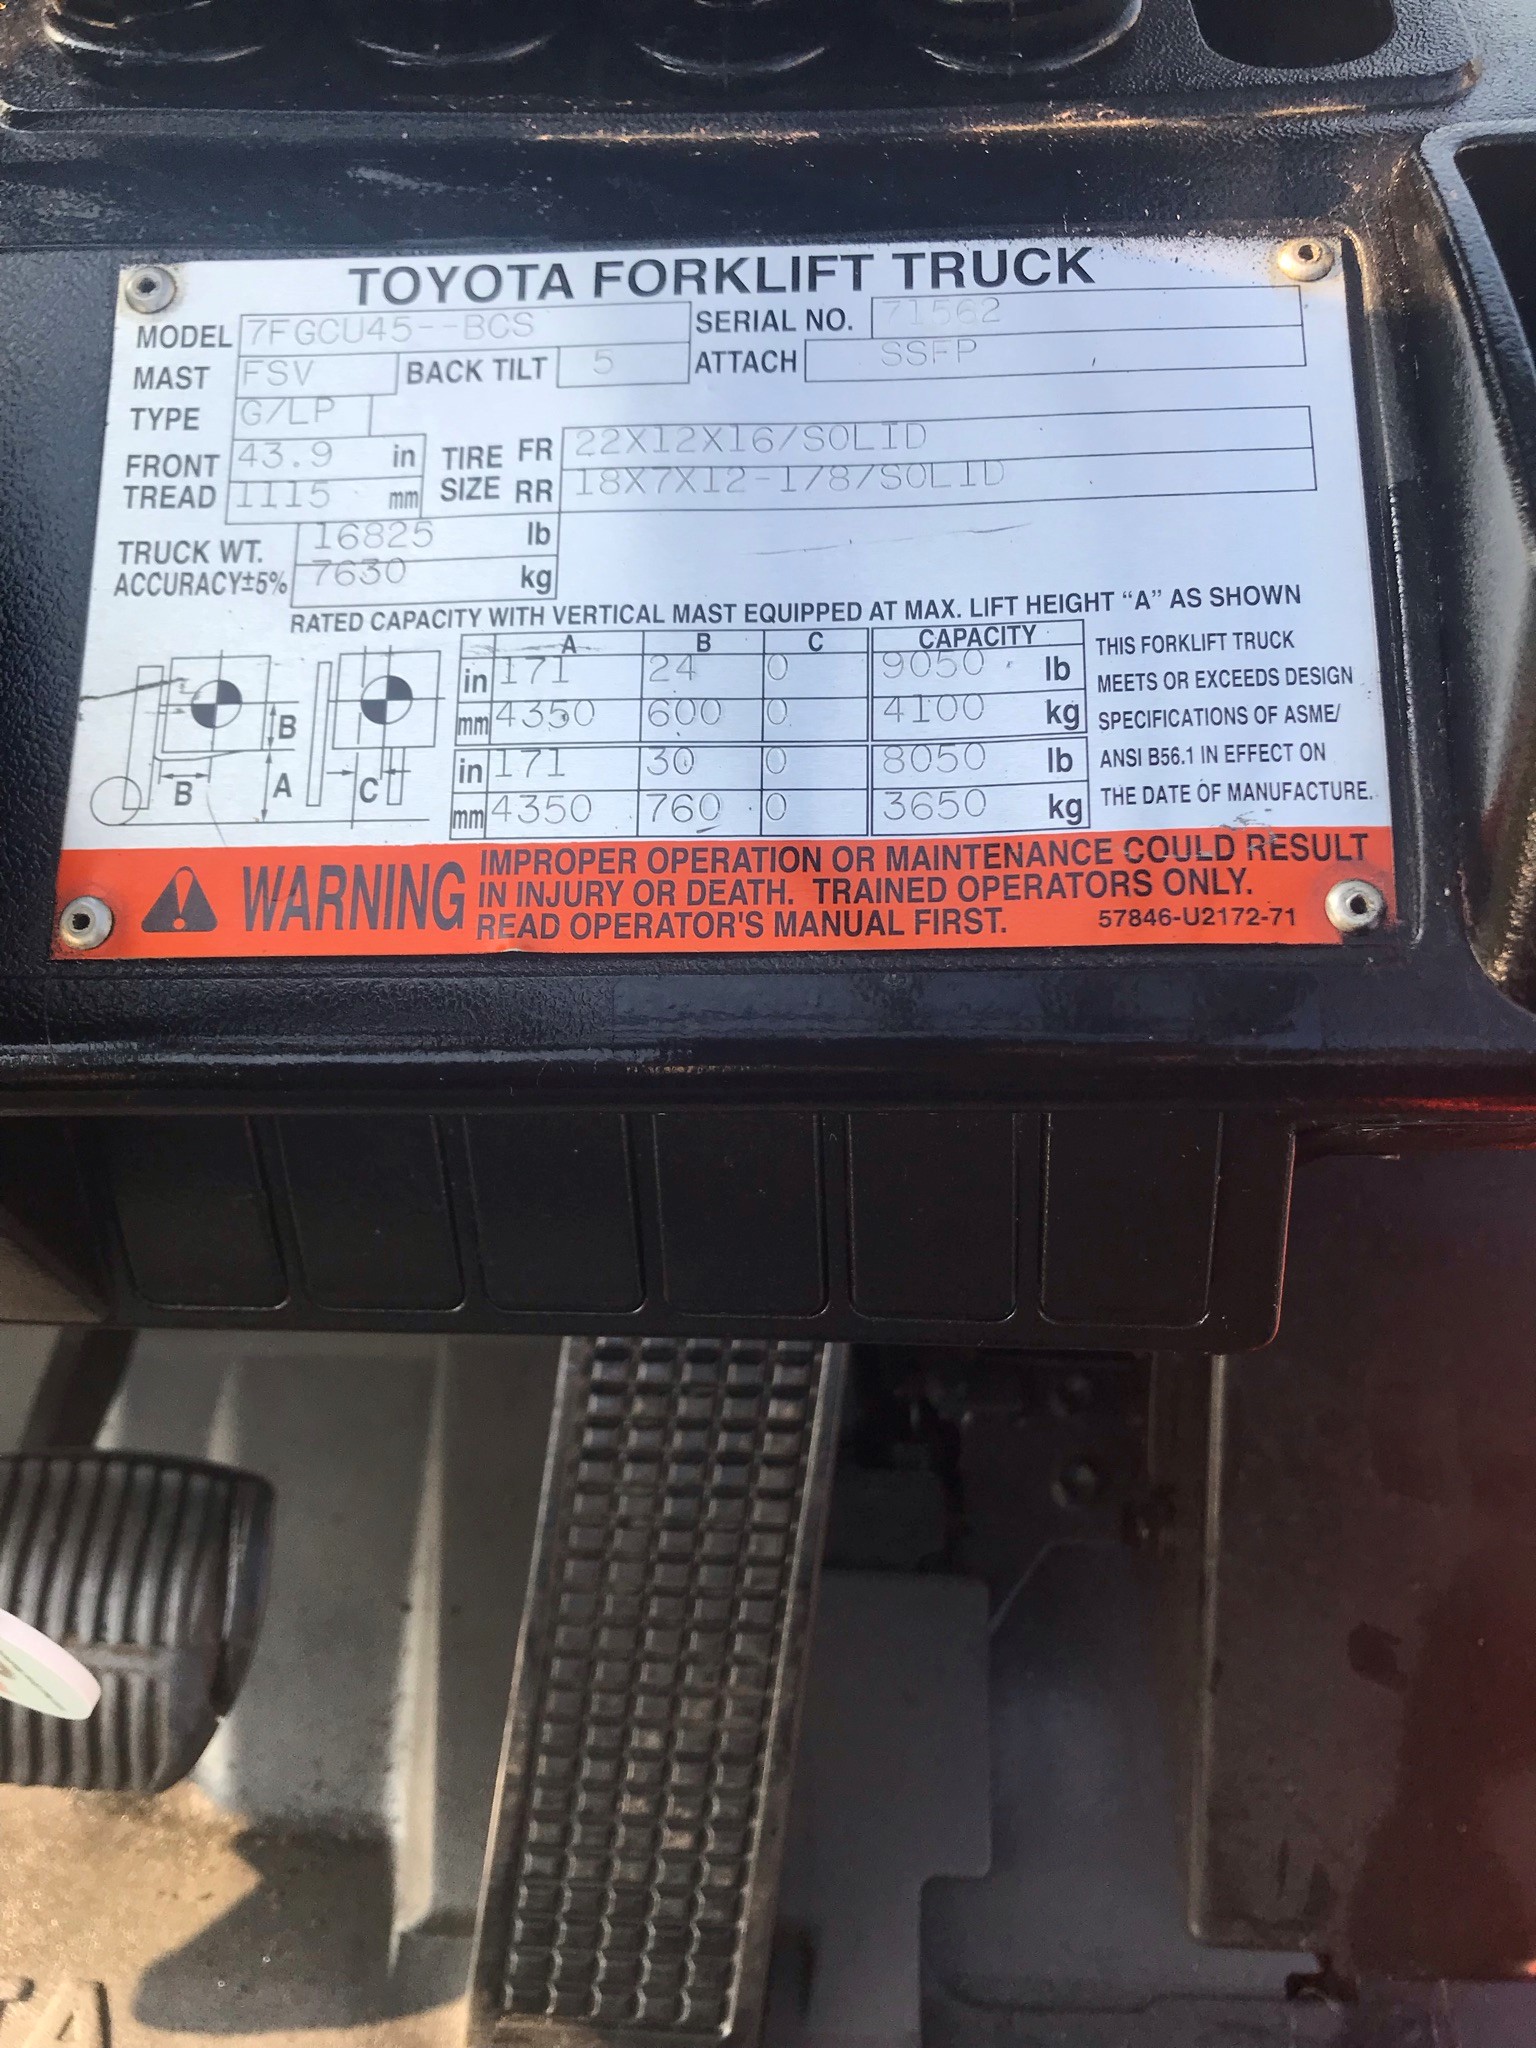 TOYOTA FORKLIFT TRUCK
MODEL 7FGCU45--BCS SERIAL NO. 71562
MAST FSV BACK TILT 5 ATTACH SSFP
TYPE G/LP
FRONT TREAD 43.9 in TIRE SIZE FR 22X12X16/SOLID
1115 mm RR 18X7X12-1/8/SOLID
TRUCK WT. 16825 lb
ACCURACY±5% 7630 kg
RATED CAPACITY WITH VERTICAL MAST EQUIPPED AT MAX. LIFT HEIGHT “A” AS SHOWN
A B C CAPACITY
in 171 24 0 9050 lb
mm 4350 600 0 4100 kg
in 171 30 0 8050 lb
mm 4350 760 0 3650 kg
B B A C
THIS FORKLIFT TRUCK
MEETS OR EXCEEDS DESIGN
SPECIFICATIONS OF ASME/
ANSI B56.1 IN EFFECT ON
THE DATE OF MANUFACTURE.
WARNING
IMPROPER OPERATION OR MAINTENANCE COULD RESULT
IN INJURY OR DEATH. TRAINED OPERATORS ONLY.
READ OPERATOR'S MANUAL FIRST. 57846-U2172-71